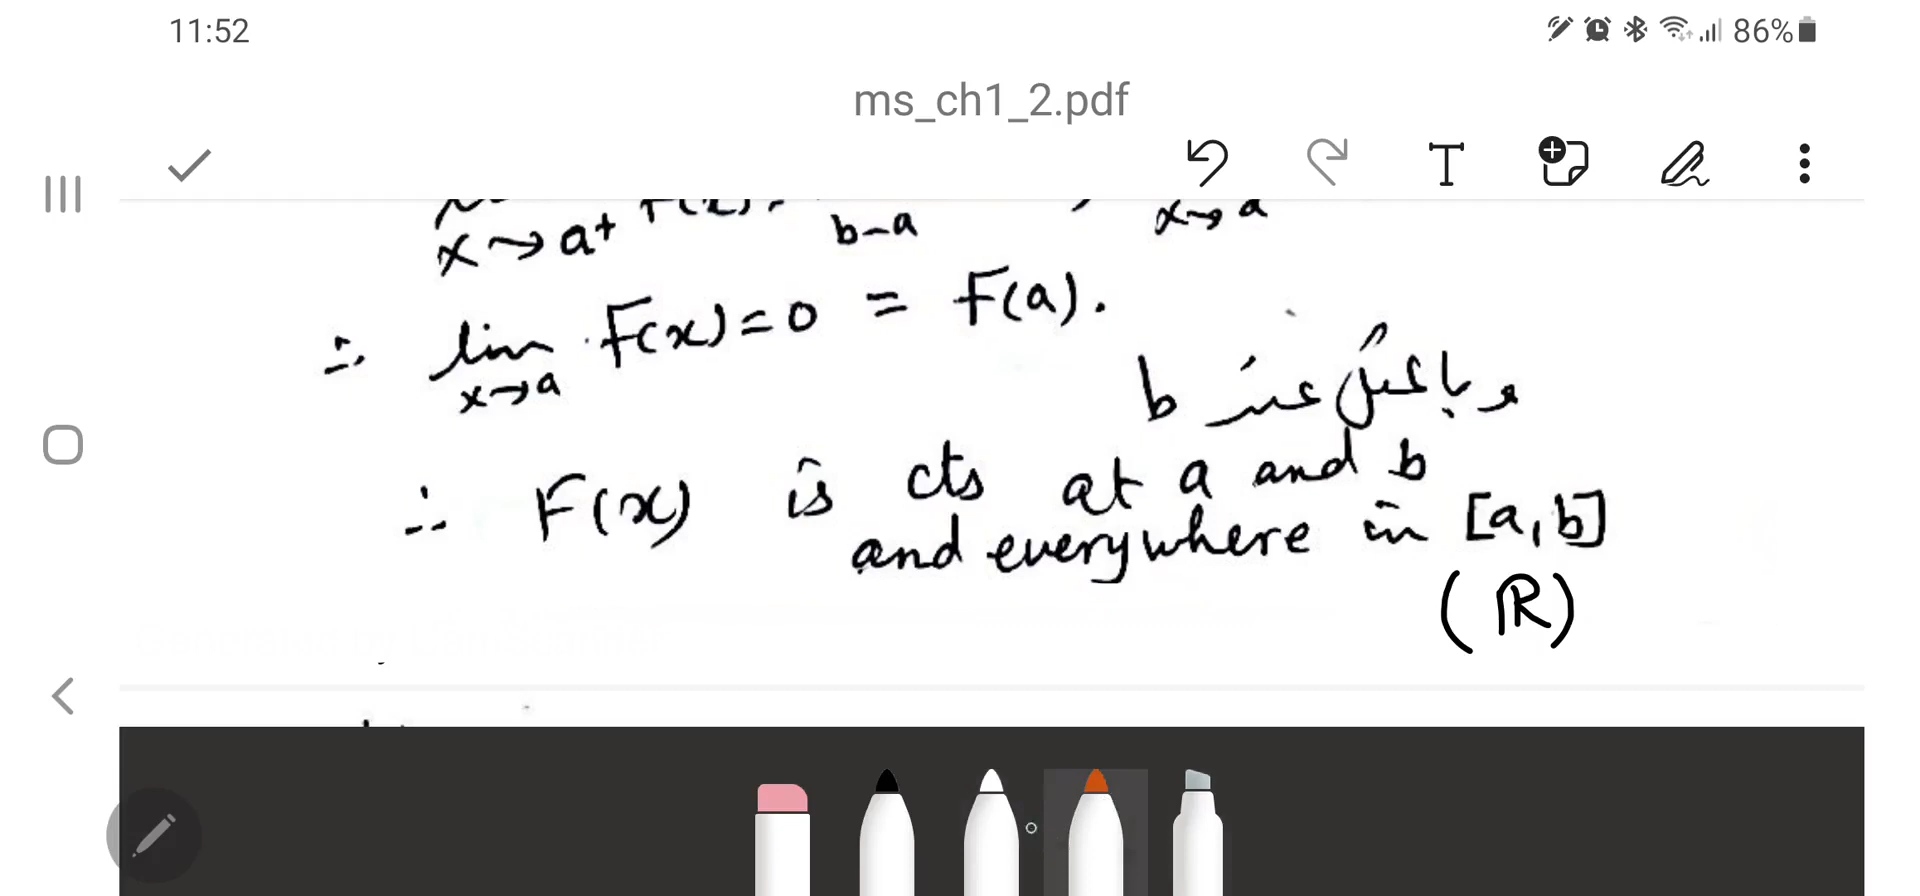 11:52
86%
ms_ch1_2.pdf
T
x→a+ F(x) = b-a , x→a
∴ lim F(x) = 0 = F(a).
x→a
وبالمثل عند b
∴ F(x) is cts at a and b
and everywhere in [a,b]
(ℝ)